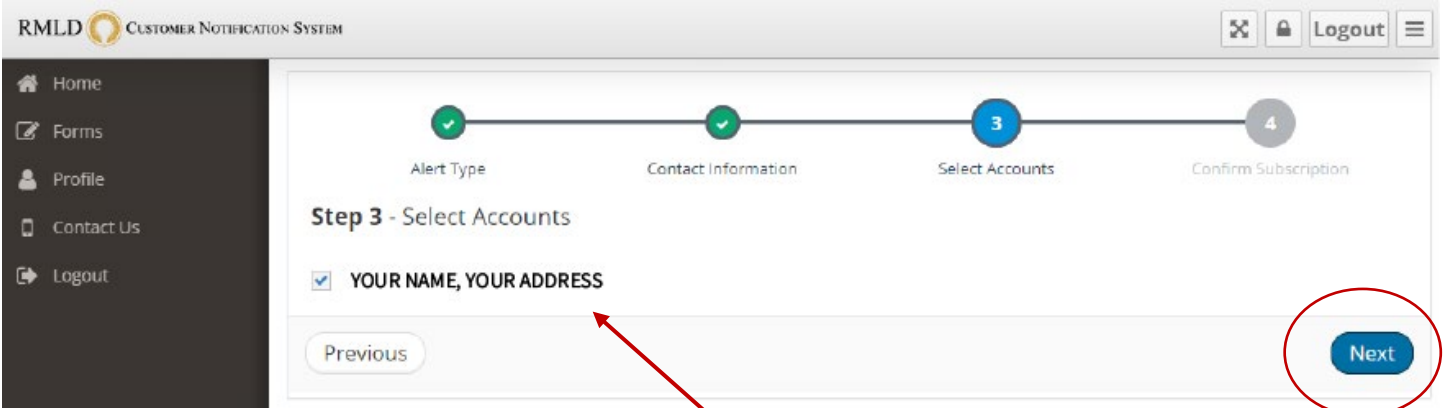 RMLD CUSTOMER NOTIFICATION SYSTEM
Logout
Home
Forms
Profile
Contact Us
Logout
3
4
Alert Type
Contact Information
Select Accounts
Confirm Subscription
Step 3 - Select Accounts
YOUR NAME, YOUR ADDRESS
Previous
Next